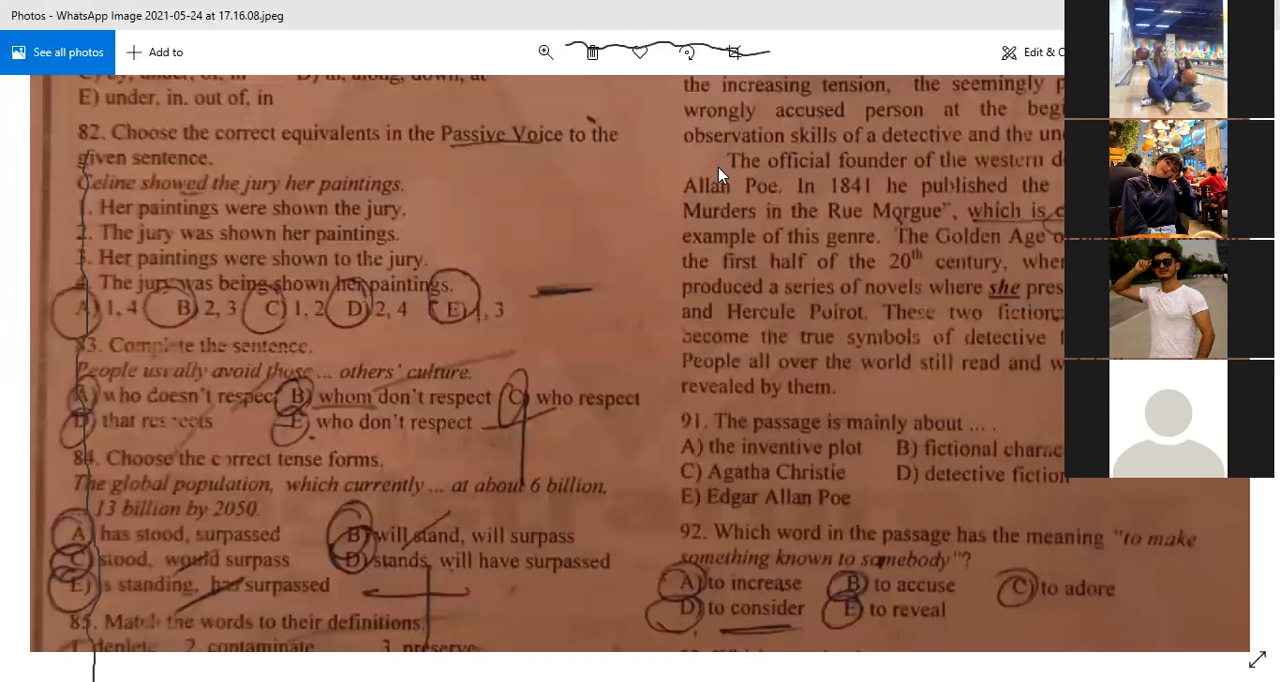 Photos - WhatsApp Image 2021-05-24 at 17.16.08.jpeg
See all photos
Add to
Edit & C
E) under, in. out of, in
82. Choose the correct equivalents in the Passive Voice to the
given sentence.
Celine showed the jury her paintings.
1. Her paintings were shown the jury.
2. The jury was shown her paintings.
3. Her paintings were shown to the jury.
4. The jury was being shown her paintings.
A) 1, 4 B) 2, 3 C) 1, 2 D) 2, 4 E) 1, 3
83. Complete the sentence.
People usually avoid those ... others' culture.
A) who doesn't respect B) whom don't respect C) who respect
D) that respects E) who don't respect
84. Choose the correct tense forms.
The global population, which currently ... at about 6 billion,
13 billion by 2050.
A) has stood, surpassed B) will stand, will surpass
C) stood, would surpass D) stands, will have surpassed
E) is standing, has surpassed
85. Match the words to their definitions.
1. deplete 2. contaminate 3. preserve
the increasing tension, the seemingly p
wrongly accused person at the beg
observation skills of a detective and the un
The official founder of the western d
Allan Poe. In 1841 he published the
Murders in the Rue Morgue", which is c
example of this genre. The Golden Age o
the first half of the 20th century, when
produced a series of novels where she pres
and Hercule Poirot. These two fiction
become the true symbols of detective f
People all over the world still read and w
revealed by them.
91. The passage is mainly about ... .
A) the inventive plot B) fictional charac
C) Agatha Christie D) detective fiction
E) Edgar Allan Poe
92. Which word in the passage has the meaning "to make
something known to somebody"?
A) to increase B) to accuse C) to adore
D) to consider E) to reveal